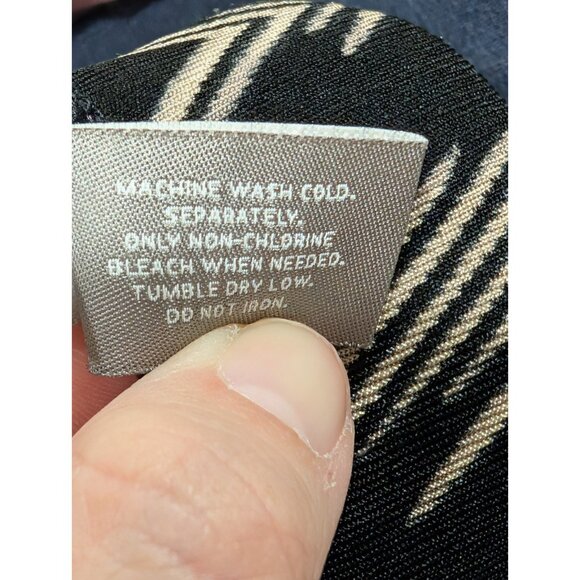 MACHINE WASH COLD.
SEPARATELY.
ONLY NON-CHLORINE
BLEACH WHEN NEEDED.
TUMBLE DRY LOW.
DO NOT IRON.